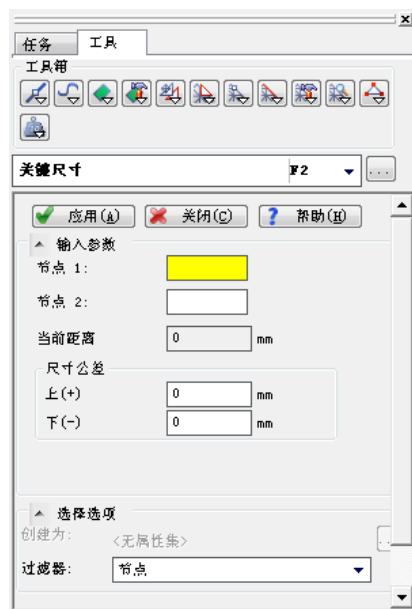 任务 工具
工具箱
关键尺寸 F2 ...
应用(A) 关闭(C) ? 帮助(H)
输入参数
节点 1:
节点 2:
当前距离 0 mm
尺寸公差
上(+) 0 mm
下(-) 0 mm
选择选项
创建为: <无属性集>
过滤器: 节点